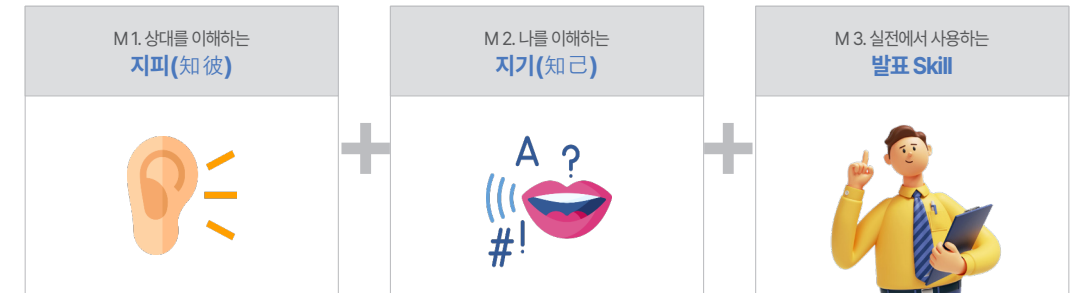 M 1. 상대를 이해하는
지피(知彼)
M 2. 나를 이해하는
지기(知己)
M 3. 실전에서 사용하는
발표 Skill
A ?
#!